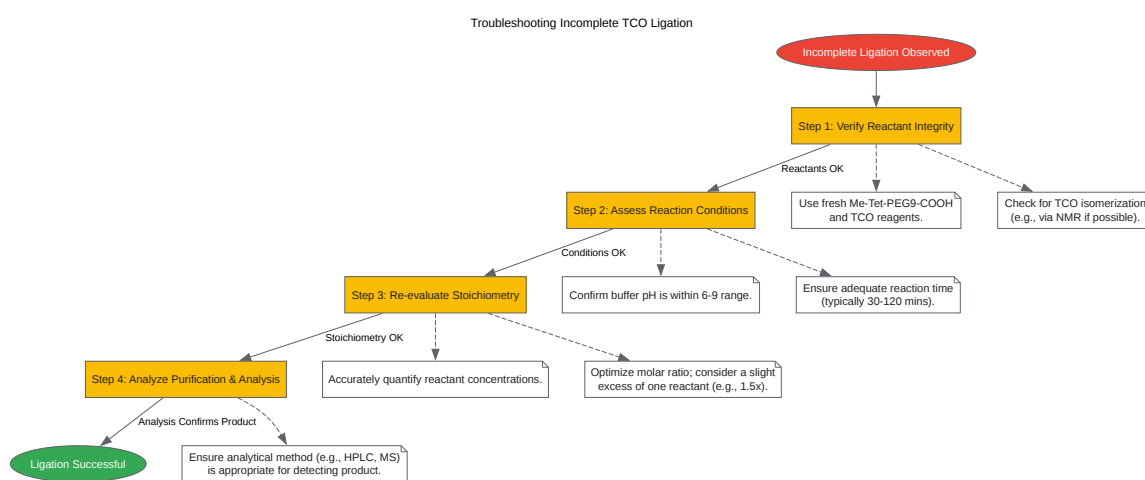 Troubleshooting Incomplete TCO Ligation
Incomplete Ligation Observed
Step 1: Verify Reactant Integrity
Reactants OK
Step 2: Assess Reaction Conditions
Use fresh Me-Tet-PEG9-COOH
and TCO reagents.
Check for TCO isomerization
(e.g., via NMR if possible).
Conditions OK
Step 3: Re-evaluate Stoichiometry
Confirm buffer pH is within 6-9 range.
Ensure adequate reaction time
(typically 30-120 mins).
Stoichiometry OK
Step 4: Analyze Purification & Analysis
Accurately quantify reactant concentrations.
Optimize molar ratio; consider a slight
excess of one reactant (e.g., 1.5x).
Analysis Confirms Product
Ligation Successful
Ensure analytical method (e.g., HPLC, MS)
is appropriate for detecting product.